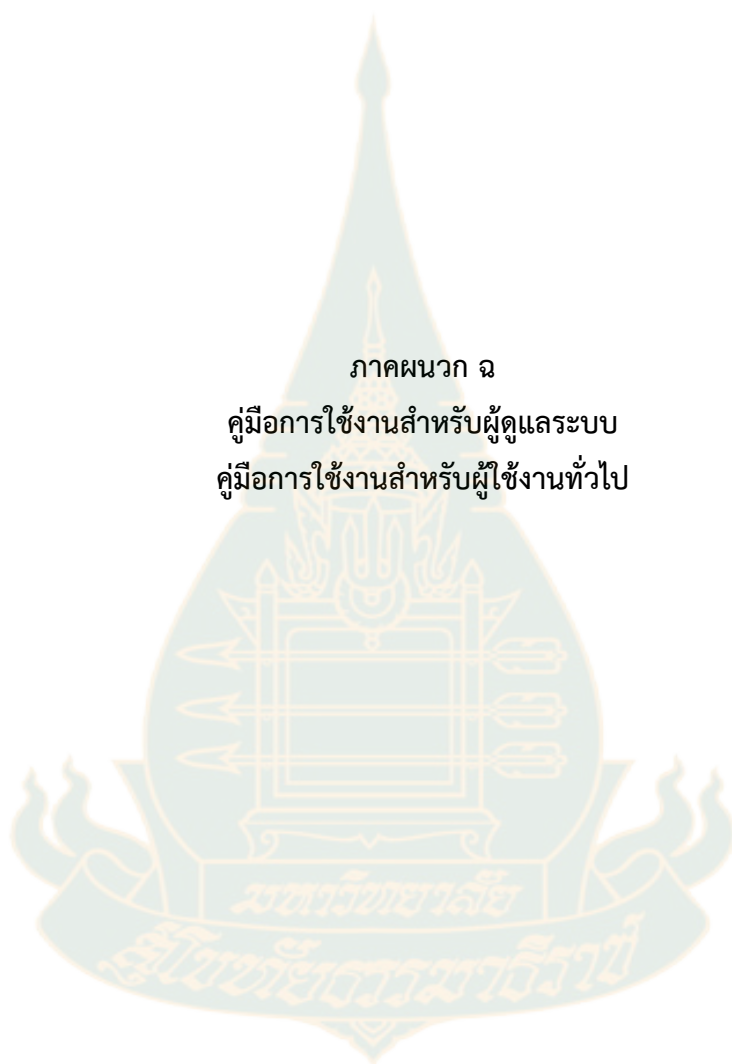 ภาคผนวก ฉ
คู่มือการใช้งานสำหรับผู้ดูแลระบบ
คู่มือการใช้งานสำหรับผู้ใช้งานทั่วไป
มหาวิทยาลัย
สุโขทัยธรรมาธิราช